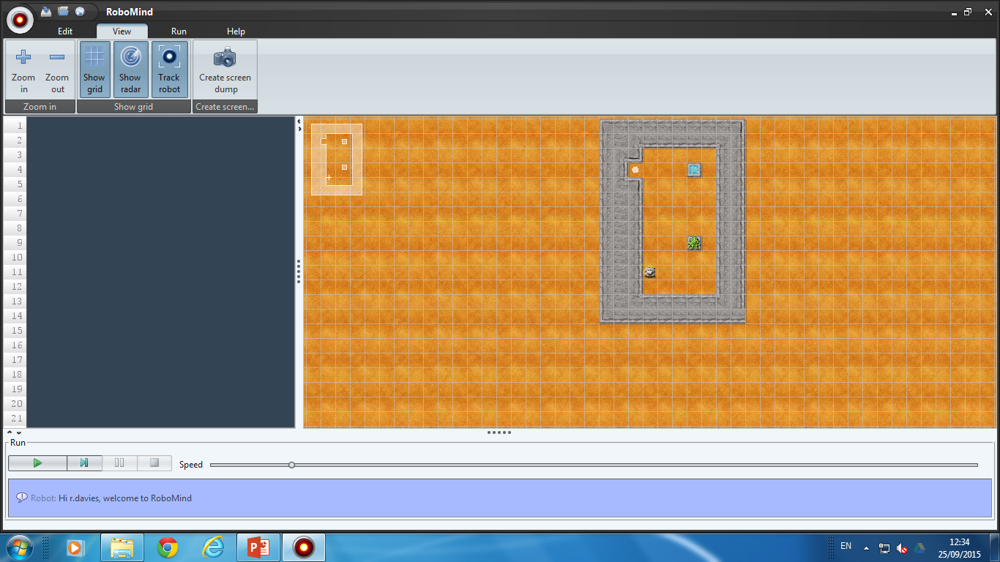 RoboMind
Edit View Run Help
Zoom in
Zoom out
Show grid
Show radar
Track robot
Create screen dump
Zoom in
Show grid
Create screen...
1
2
3
4
5
6
7
8
9
10
11
12
13
14
15
16
17
18
19
20
21
Run
Speed
Robot: Hi r.davies, welcome to RoboMind
EN
12:34
25/09/2015